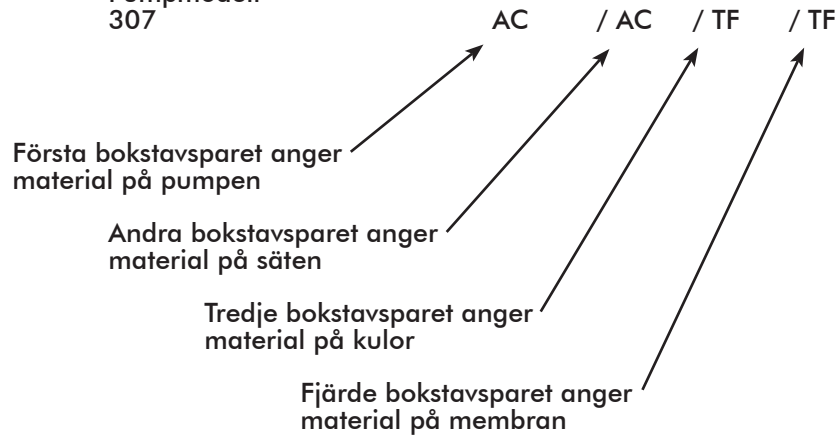 307 AC / AC / TF / TF
Första bokstavsparet anger
material på pumpen
Andra bokstavsparet anger
material på säten
Tredje bokstavsparet anger
material på kulor
Fjärde bokstavsparet anger
material på membran